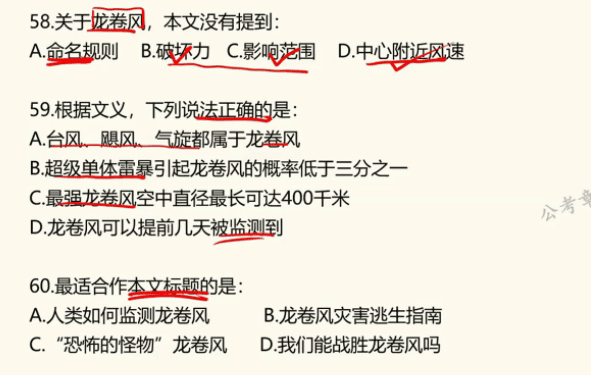 58.关于龙卷风，本文没有提到：
A.命名规则 B.破坏力 C.影响范围 D.中心附近风速
59.根据文义，下列说法正确的是：
A.台风、飓风、气旋都属于龙卷风
B.超级单体雷暴引起龙卷风的概率低于三分之一
C.最强龙卷风空中直径最长可达400千米
D.龙卷风可以提前几天被监测到
公考章
60.最适合作本文标题的是：
A.人类如何监测龙卷风 B.龙卷风灾害逃生指南
C.“恐怖的怪物”龙卷风 D.我们能战胜龙卷风吗